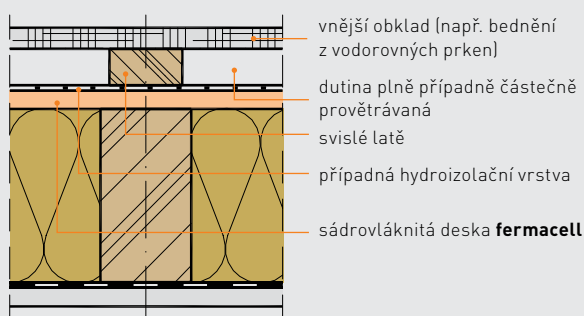 vnější obklad (např. bednění
z vodorovných prken)
dutina plně případně částečně
provětrávaná
svislé latě
případná hydroizolační vrstva
sádrovláknitá deska fermacell